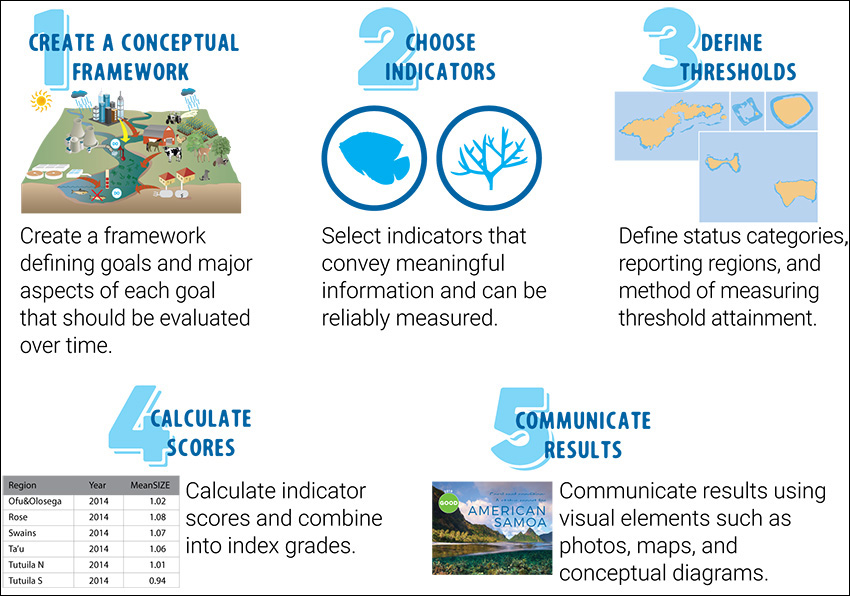 1
CREATE A CONCEPTUAL
FRAMEWORK
Create a framework
defining goals and major
aspects of each goal
that should be evaluated
over time.
2
CHOOSE
INDICATORS
Select indicators that
convey meaningful
information and can be
reliably measured.
3
DEFINE
THRESHOLDS
Define status categories,
reporting regions, and
method of measuring
threshold attainment.
4
CALCULATE
SCORES
Region Year MeanSIZE
Ofu&Olosega 2014 1.02
Rose 2014 1.08
Swains 2014 1.07
Ta'u 2014 1.06
Tutuila N 2014 1.01
Tutuila S 2014 0.94
Calculate indicator
scores and combine
into index grades.
5
COMMUNICATE
RESULTS
GOOD
AMERICAN
SAMOA
Communicate results using
visual elements such as
photos, maps, and
conceptual diagrams.